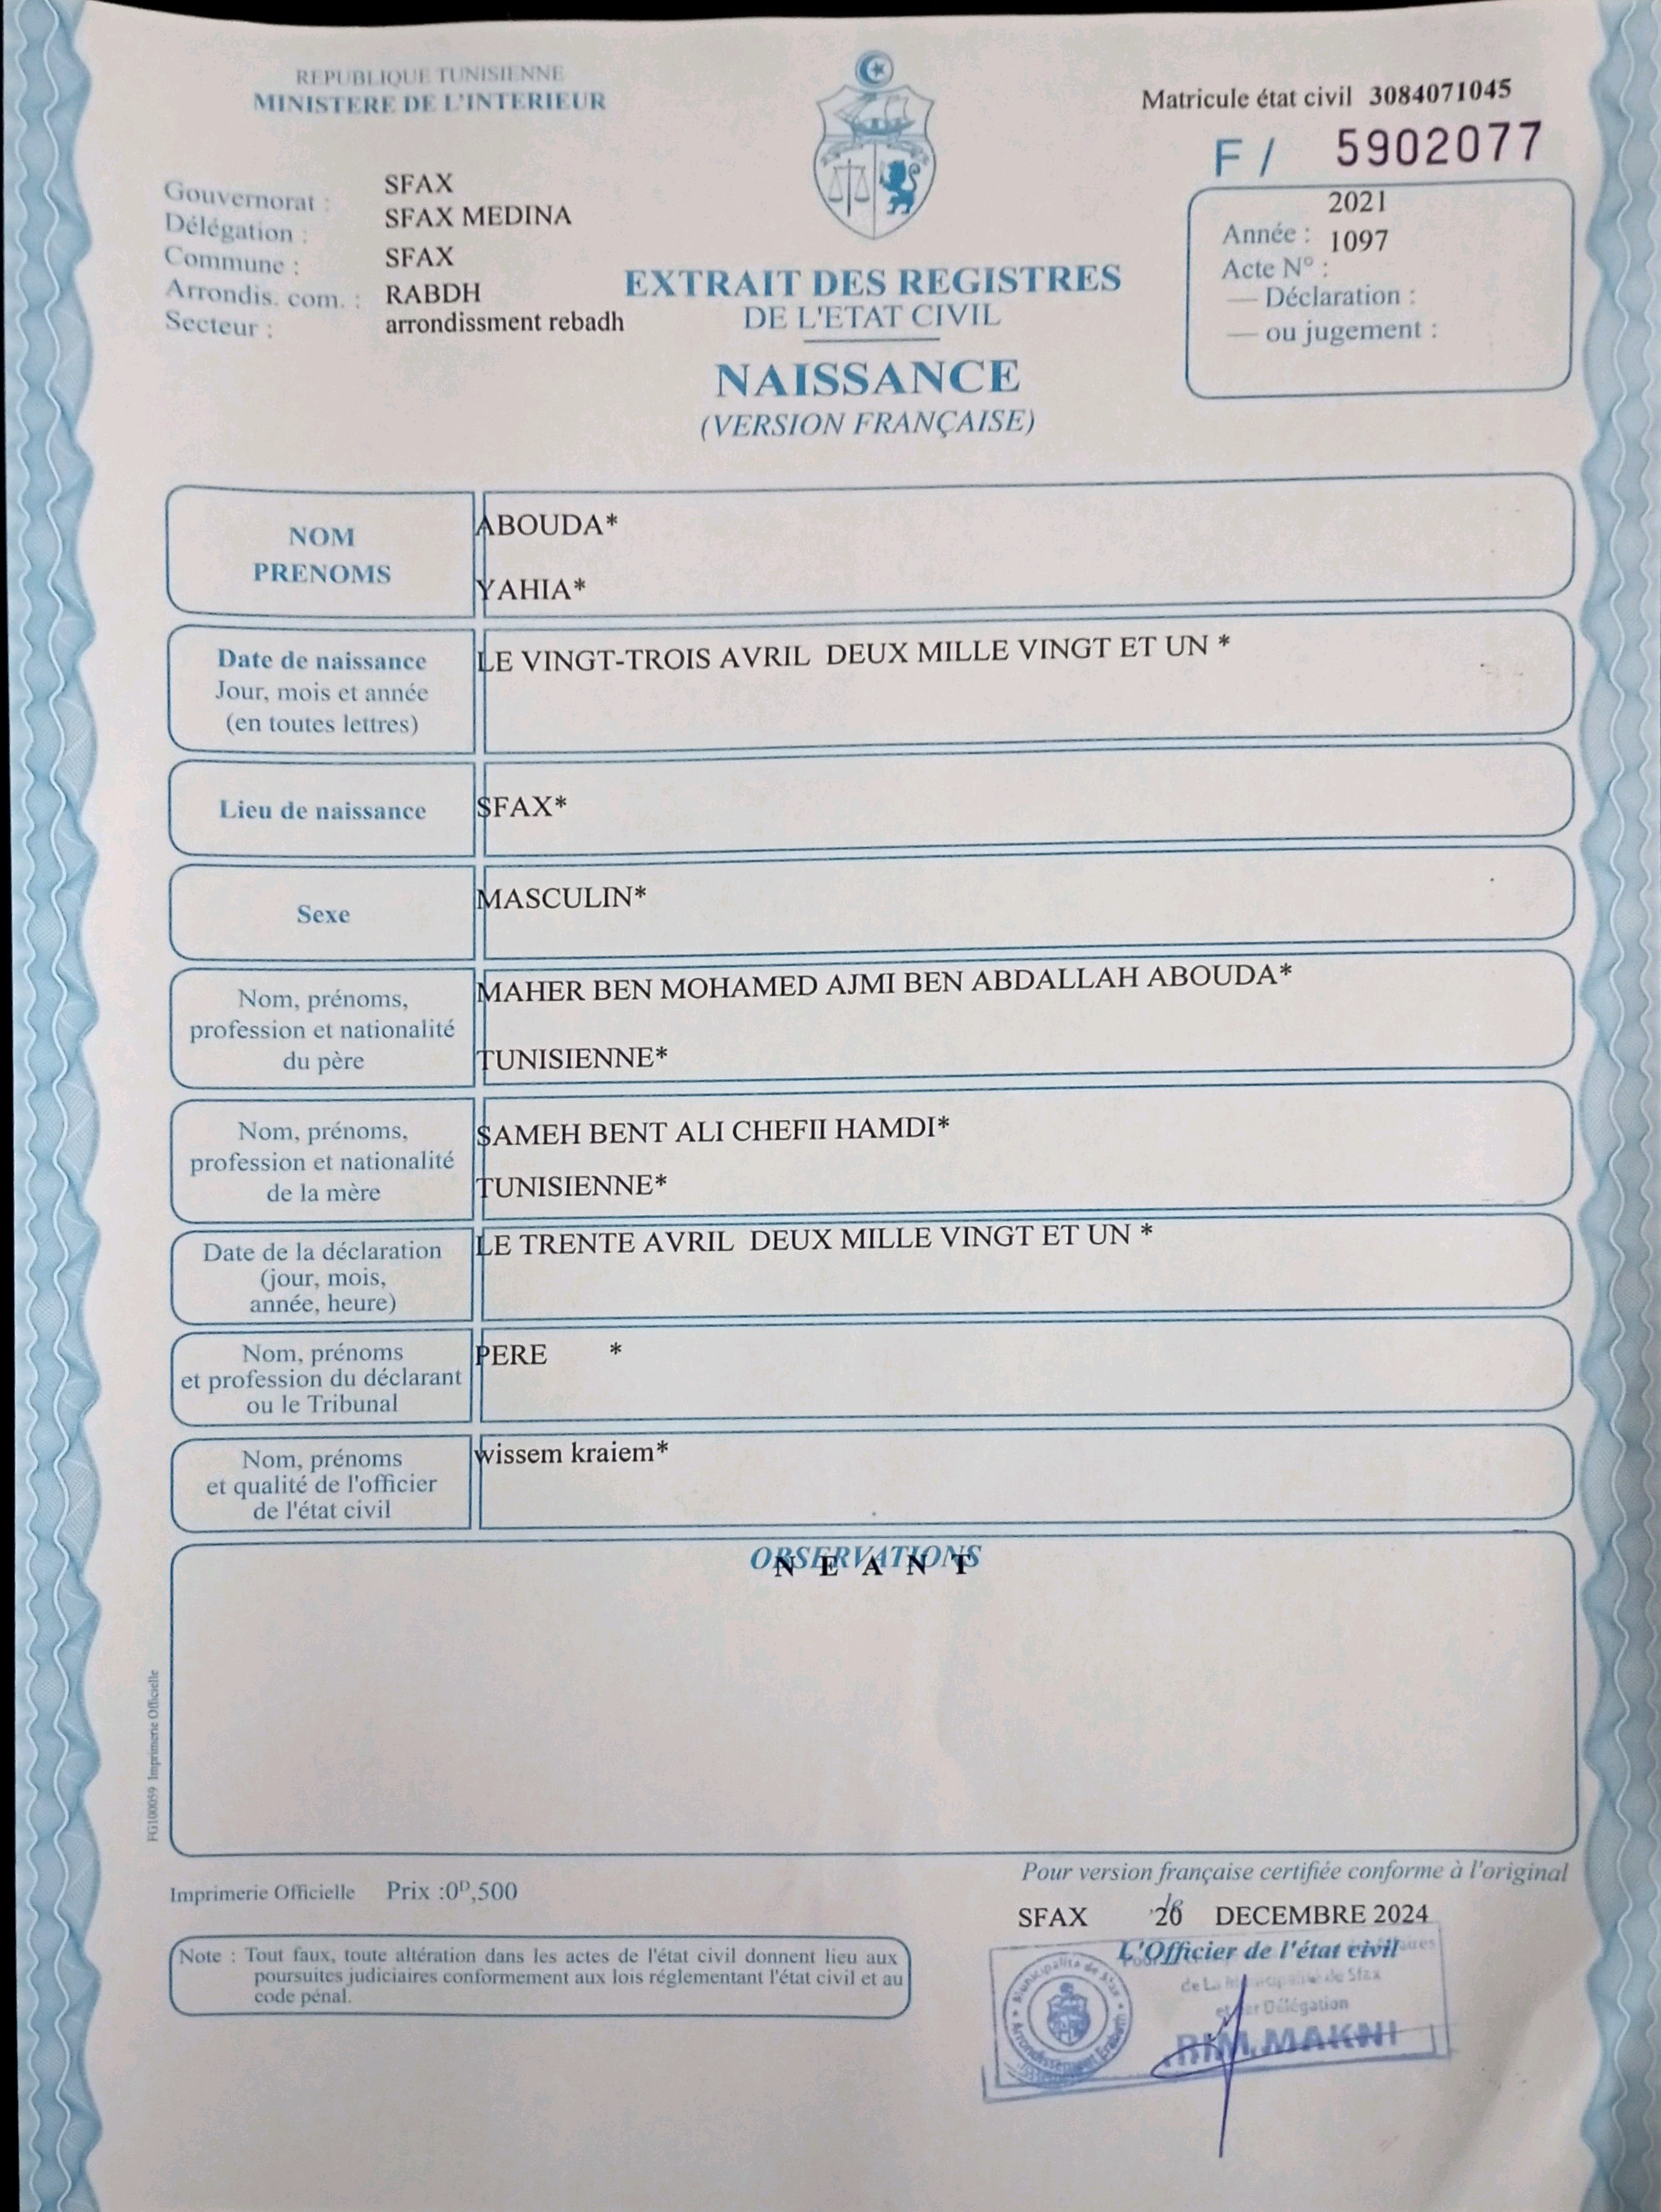 REPUBLIQUE TUNISIENNE
MINISTERE DE L'INTERIEUR
Matricule état civil 3084071045
F / 5902077
Gouvernorat : SFAX
Délégation : SFAX MEDINA
Commune : SFAX
Arrondis. com. : RABDH
Secteur : arrondissment rebadh
2021
Année : 1097
Acte N° :
— Déclaration :
— ou jugement :
EXTRAIT DES REGISTRES
DE L'ETAT CIVIL
NAISSANCE
(VERSION FRANÇAISE)
NOM
PRENOMS
ABOUDA*
YAHIA*
Date de naissance
Jour, mois et année
(en toutes lettres)
LE VINGT-TROIS AVRIL DEUX MILLE VINGT ET UN *
Lieu de naissance
SFAX*
Sexe
MASCULIN*
Nom, prénoms,
profession et nationalité
du père
MAHER BEN MOHAMED AJMI BEN ABDALLAH ABOUDA*
TUNISIENNE*
Nom, prénoms,
profession et nationalité
de la mère
SAMEH BENT ALI CHEFII HAMDI*
TUNISIENNE*
Date de la déclaration
(jour, mois,
année, heure)
LE TRENTE AVRIL DEUX MILLE VINGT ET UN *
Nom, prénoms
et profession du déclarant
ou le Tribunal
PERE *
Nom, prénoms
et qualité de l'officier
de l'état civil
wissem kraiem*
OBSERVATIONS
N E A N T
FG100059 Imprimerie Officielle
Imprimerie Officielle Prix :0ᴰ,500
Pour version française certifiée conforme à l'original
SFAX le 26 DECEMBRE 2024
L'Officier de l'état civil
Note : Tout faux, toute altération dans les actes de l'état civil donnent lieu aux
poursuites judiciaires conformement aux lois réglementant l'état civil et au
code pénal.
Municipalité de Sfax
de Sfax
Délégation
RIM.MAKNI